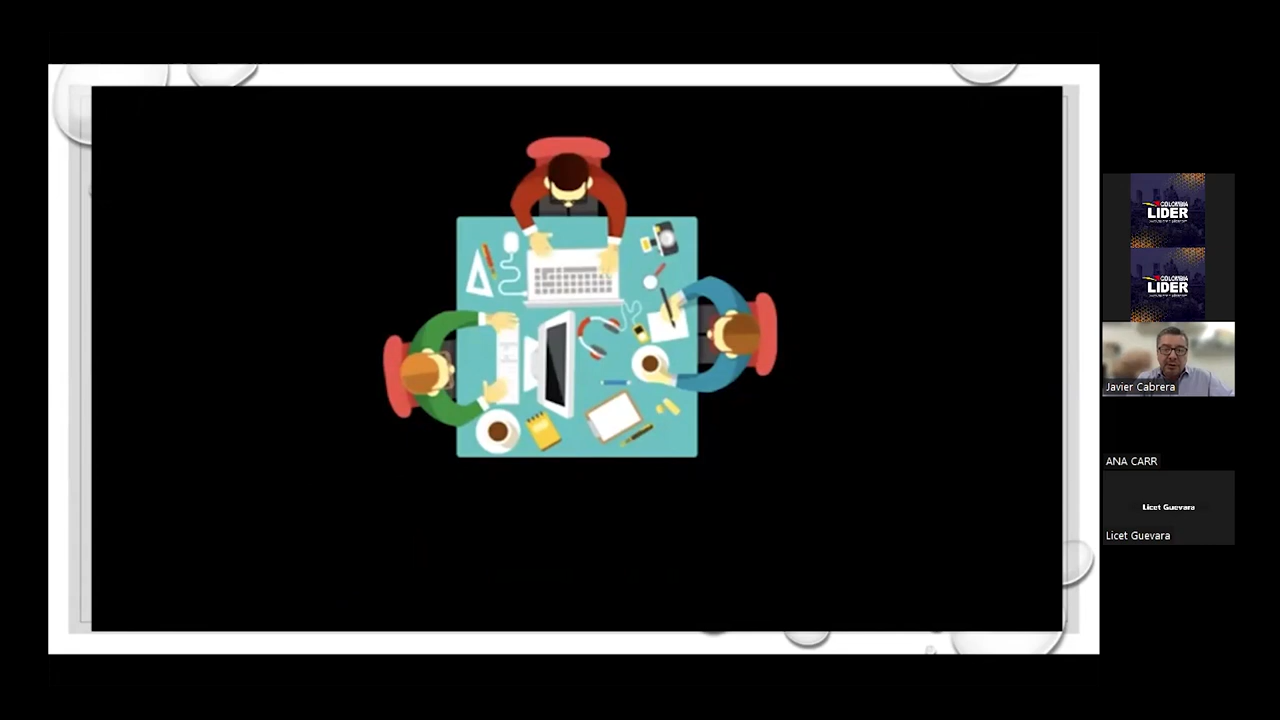 COLOMBIA
LIDER
COLOMBIA
LIDER
Javier Cabrera
ANA CARR
Licet Guevara
Licet Guevara